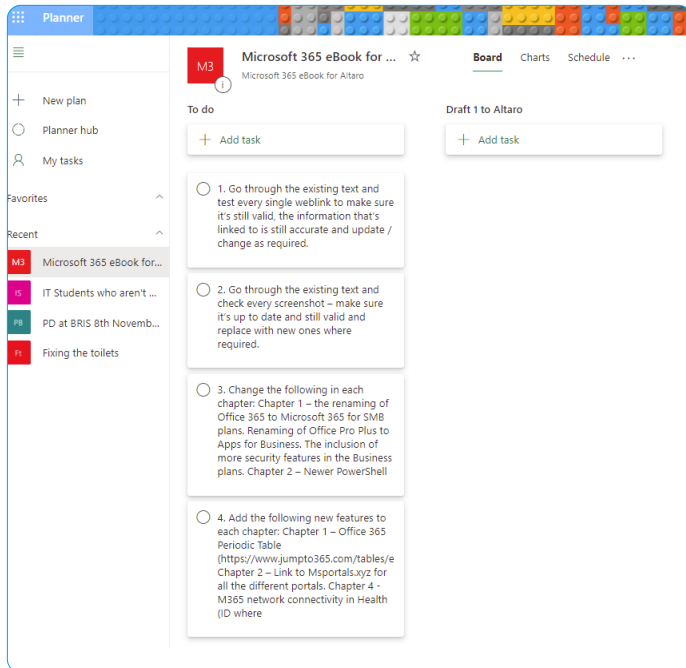 Planner
New plan
Planner hub
My tasks
Favorites
Recent
M3 Microsoft 365 eBook for...
IS IT Students who aren't ...
PB PD at BRIS 8th Novemb...
Ft Fixing the toilets
M3
Microsoft 365 eBook for ...
Microsoft 365 eBook for Altaro
Board Charts Schedule ...
To do
Add task
1. Go through the existing text and
test every single weblink to make sure
it's still valid, the information that's
linked to is still accurate and update /
change as required.
2. Go through the existing text and
check every screenshot – make sure
it's up to date and still valid and
replace with new ones where
required.
3. Change the following in each
chapter: Chapter 1 – the renaming of
Office 365 to Microsoft 365 for SMB
plans. Renaming of Office Pro Plus to
Apps for Business. The inclusion of
more security features in the Business
plans. Chapter 2 – Newer PowerShell
4. Add the following new features to
each chapter: Chapter 1 – Office 365
Periodic Table
(https://www.jumpto365.com/tables/e
Chapter 2 – Link to Msportals.xyz for
all the different portals. Chapter 4 -
M365 network connectivity in Health
(ID where
Draft 1 to Altaro
Add task